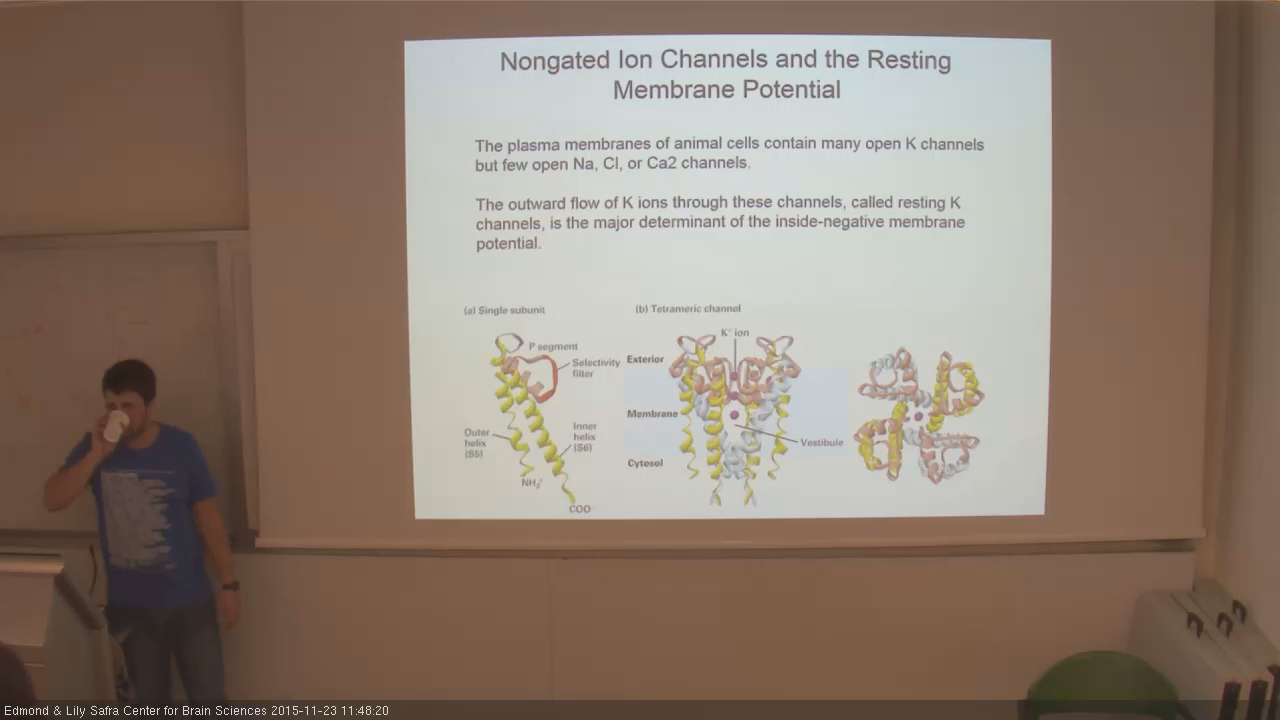 Nongated Ion Channels and the Resting
Membrane Potential
The plasma membranes of animal cells contain many open K channels
but few open Na, Cl, or Ca2 channels.
The outward flow of K ions through these channels, called resting K
channels, is the major determinant of the inside-negative membrane
potential.
(a) Single subunit
P segment
Selectivity
filter
Outer
helix
(S5)
Inner
helix
(S6)
NH₃⁺
COO⁻
(b) Tetrameric channel
K⁺ ion
Exterior
Membrane
Vestibule
Cytosol
Edmond & Lily Safra Center for Brain Sciences 2015-11-23 11:48:20